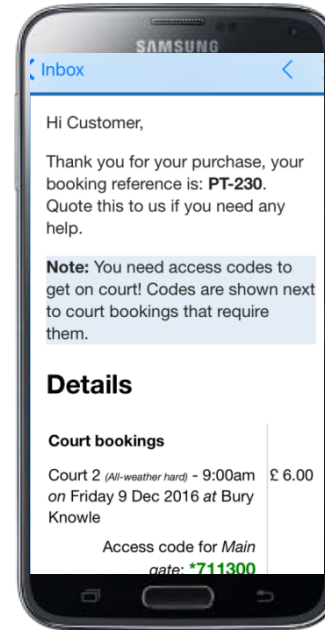 SAMSUNG
Inbox
Hi Customer,
Thank you for your purchase, your
booking reference is: PT-230.
Quote this to us if you need any
help.
Note: You need access codes to
get on court! Codes are shown next
to court bookings that require
them.
Details
Court bookings
Court 2 (All-weather hard) - 9:00am £ 6.00
on Friday 9 Dec 2016 at Bury
Knowle
Access code for Main
gate: *711300